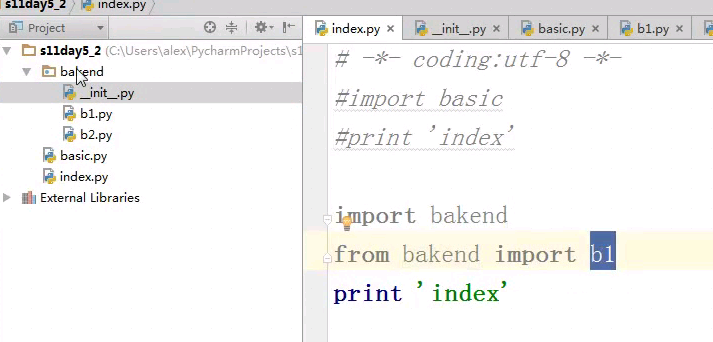 s11day5_2 index.py
Project
index.py __init__.py basic.py b1.py
s11day5_2 (C:\Users\alex\PycharmProjects\s1
bakend
__init__.py
b1.py
b2.py
basic.py
index.py
External Libraries
# -*- coding:utf-8 -*-
#import basic
#print 'index'
import bakend
from bakend import b1
print 'index'